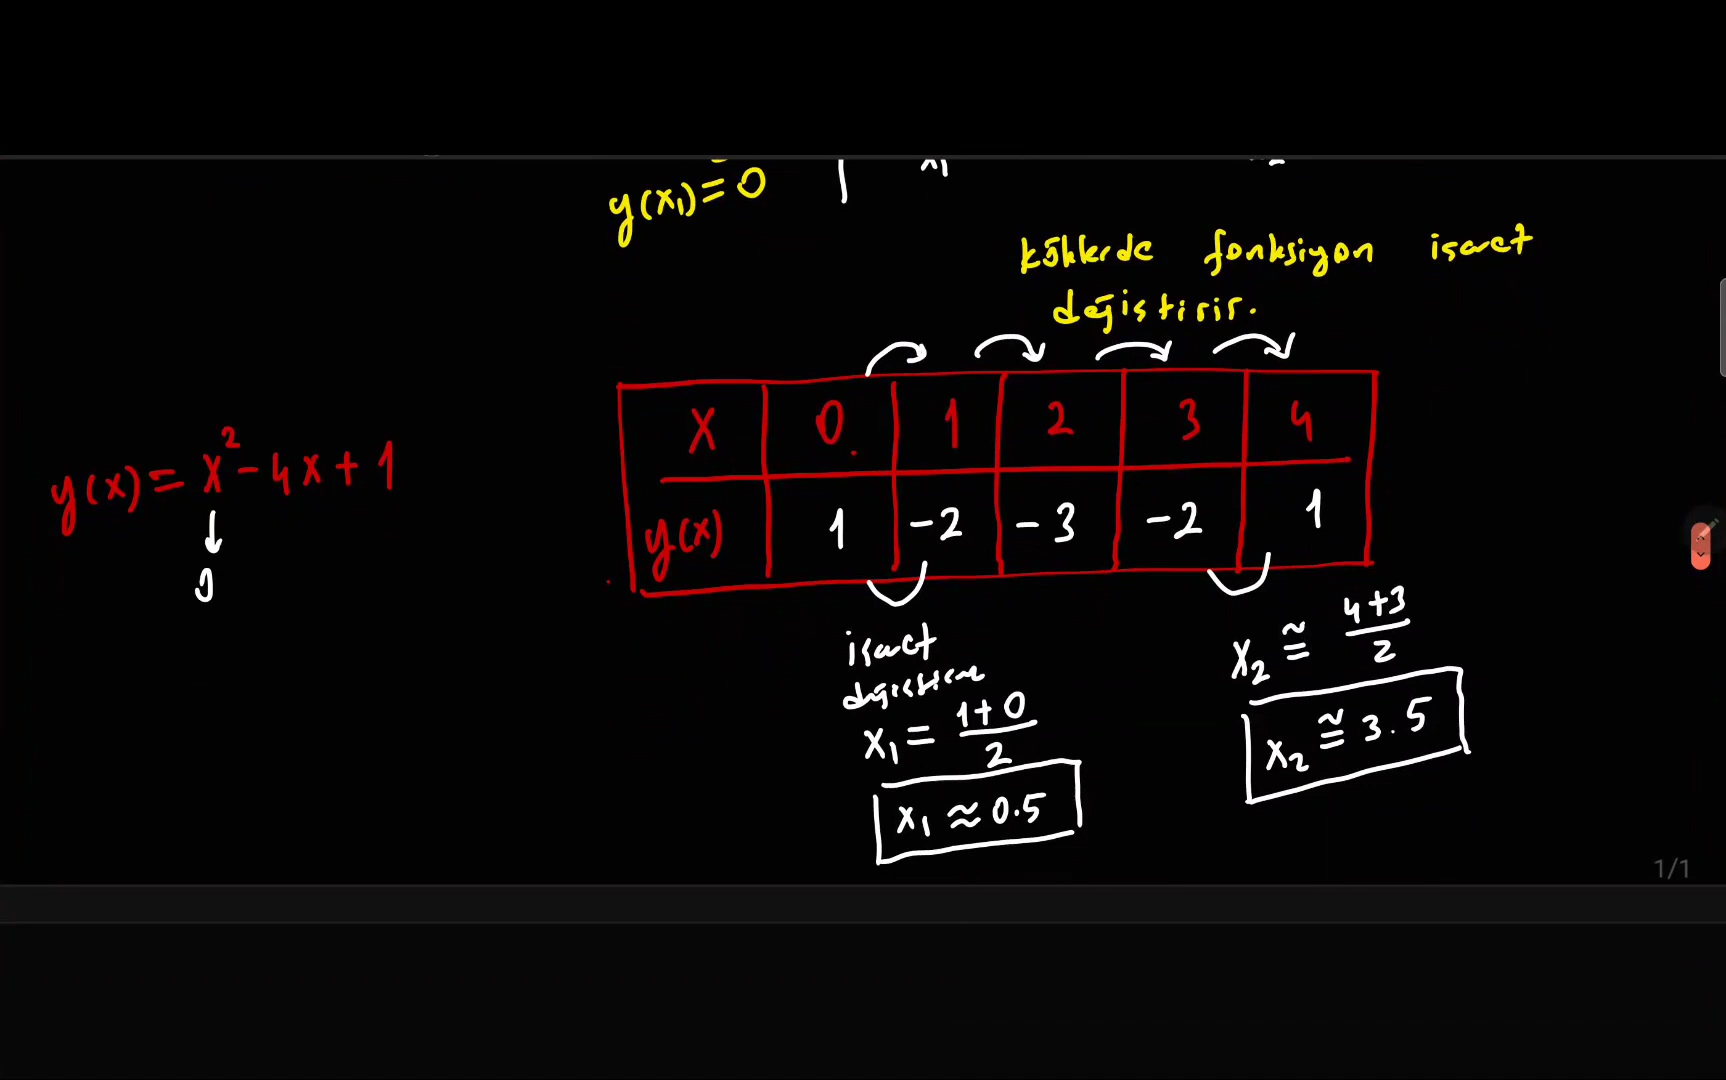 y(x₁)=0
köklerde fonksiyon işaret
değiştirir.
y(x) = x² - 4x + 1
x 0 1 2 3 4
y(x) 1 -2 -3 -2 1
işaret
x₁ = (1+0)/2
x₁ ≈ 0.5
x₂ ≅ (4+3)/2
x₂ ≅ 3.5
1/1